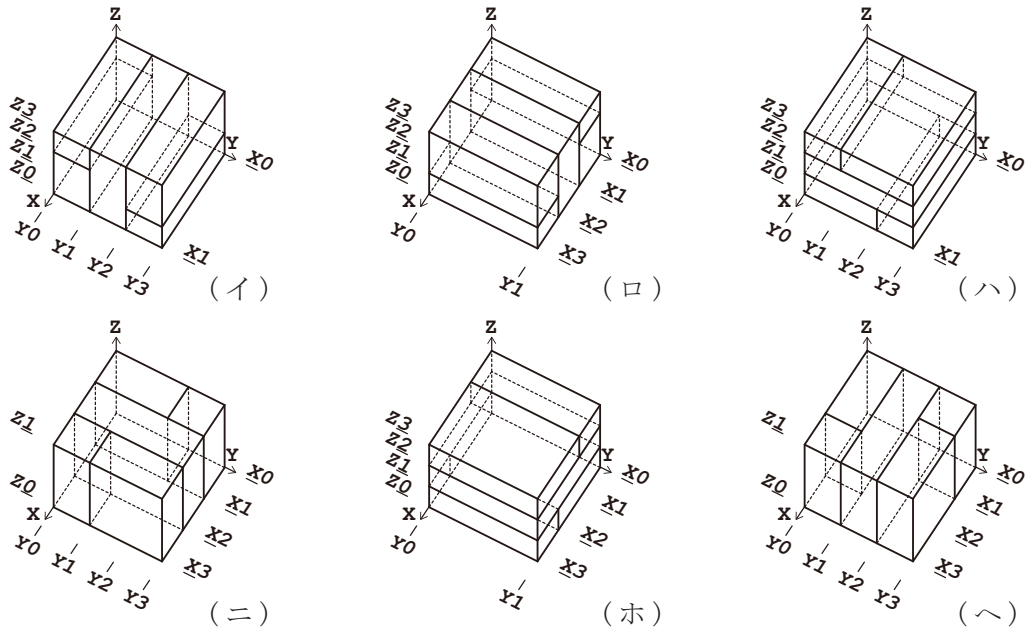 Z
Z3
Z2
Z1
Z0
X
Y
X0
X1
Y0
Y1
Y2
Y3
(イ)
Z
Z3
Z2
Z1
Z0
X
Y
X0
X1
X2
X3
Y0
Y1
(ロ)
Z
Z3
Z2
Z1
Z0
X
Y
X0
X1
Y0
Y1
Y2
Y3
(ハ)
Z
Z1
Z0
X
Y
X0
X1
X2
X3
Y0
Y1
Y2
Y3
(ニ)
Z
Z3
Z2
Z1
Z0
X
Y
X0
X1
X2
X3
Y0
Y1
(ホ)
Z
Z1
Z0
X
Y
X0
X1
X2
X3
Y0
Y1
Y2
Y3
(ヘ)